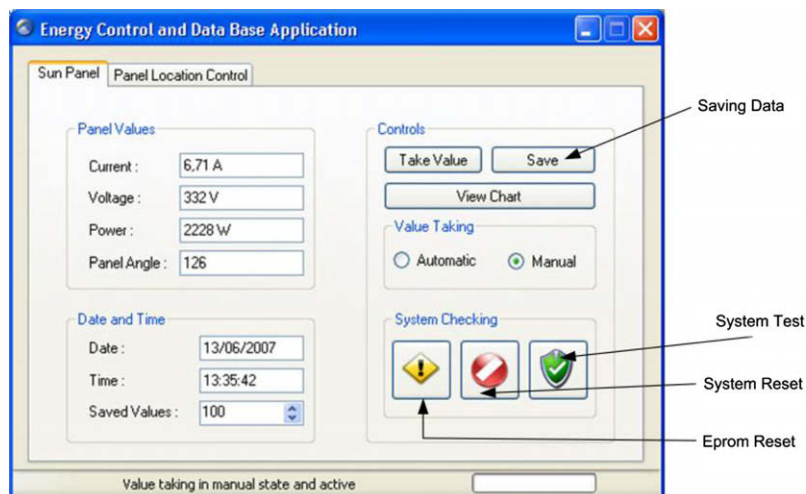 Energy Control and Data Base Application
Sun Panel
Panel Location Control
Panel Values
Current :
6,71 A
Voltage :
332 V
Power :
2228 W
Panel Angle :
126
Controls
Take Value
Save
View Chart
Value Taking
Automatic
Manual
Date and Time
Date :
13/06/2007
Time :
13:35:42
Saved Values :
100
System Checking
Value taking in manual state and active
Saving Data
System Test
System Reset
Eprom Reset